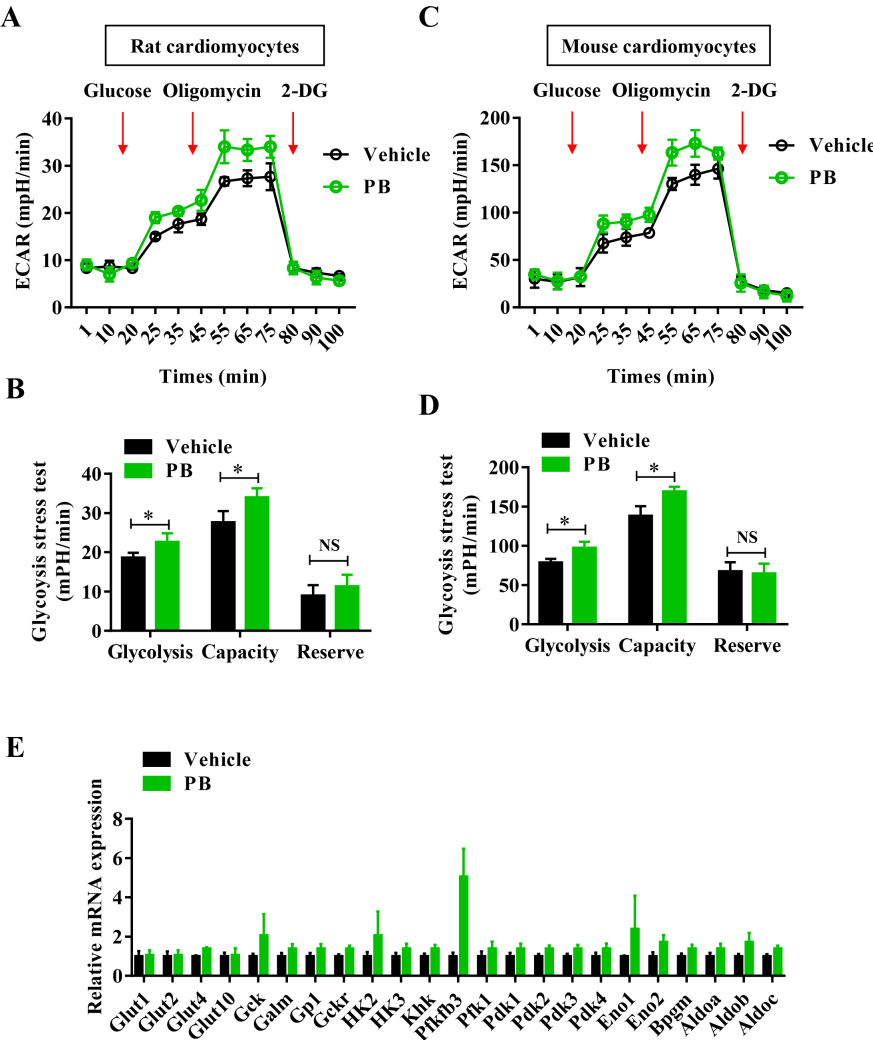 A
Rat cardiomyocytes
Glucose Oligomycin 2-DG
ECAR (mpH/min)
40
30
20
10
0
Vehicle
PB
1 10 20 25 35 45 55 65 75 80 90 100
Times (min)
C
Mouse cardiomyocytes
Glucose Oligomycin 2-DG
ECAR (mpH/min)
200
150
100
50
0
Vehicle
PB
1 10 20 25 35 45 55 65 75 80 90 100
Times (min)
B
Vehicle
PB
Glycoysis stress test
(mPH/min)
40
30
20
10
0
* * NS
Glycolysis Capacity Reserve
D
Vehicle
PB
Glycoysis stress test
(mPH/min)
200
150
100
50
0
* * NS
Glycolysis Capacity Reserve
E
Vehicle
PB
Relative mRNA expression
8
6
4
2
0
Glut1 Glut2 Glut4 Glut10 Gck Galm Gp1 Gckr HK2 HK3 Khk Pfkfb3 Pfk1 Pdk1 Pdk2 Pdk3 Pdk4 Eno1 Eno2 Bpgm Aldoa Aldob Aldoc